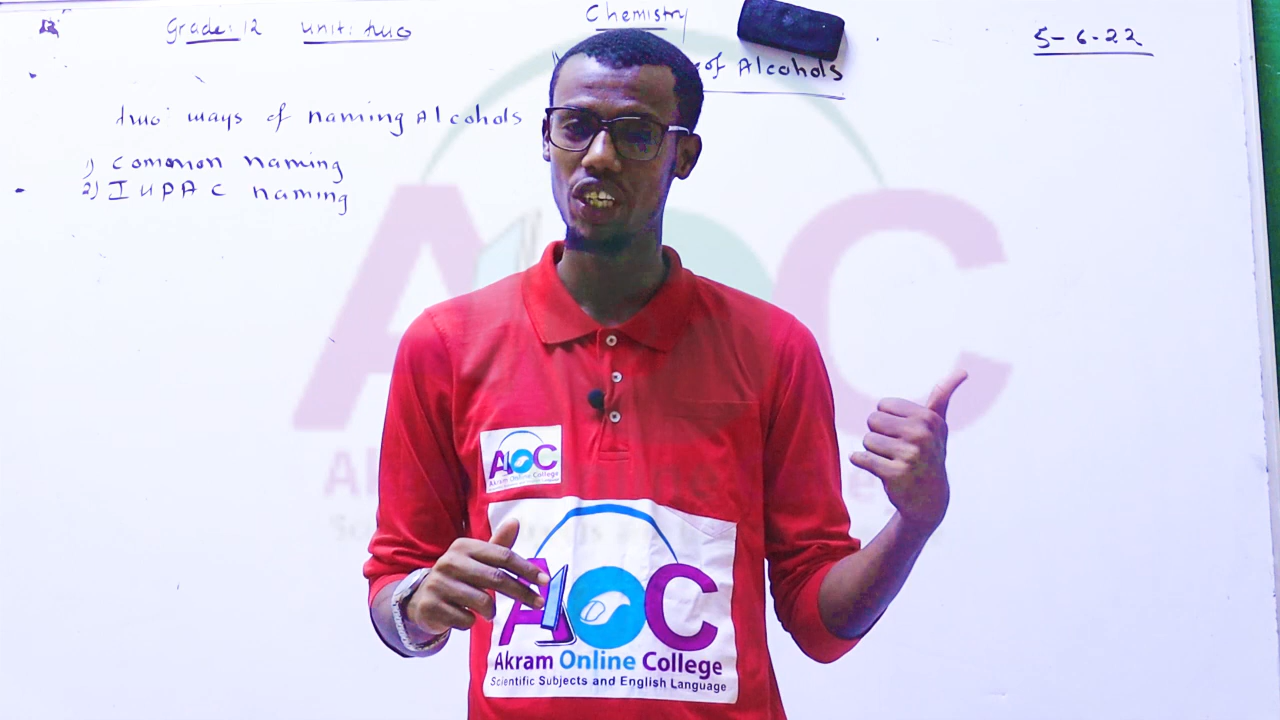 Chemistry
Grade: 12 unit: two
5-6-22
of Alcohols
two ways of naming Alcohols
1) Common naming
2) IUPAC naming
AOC
Akram Online College
AOC
Akram Online College
Scientific Subjects and English Language
AOC